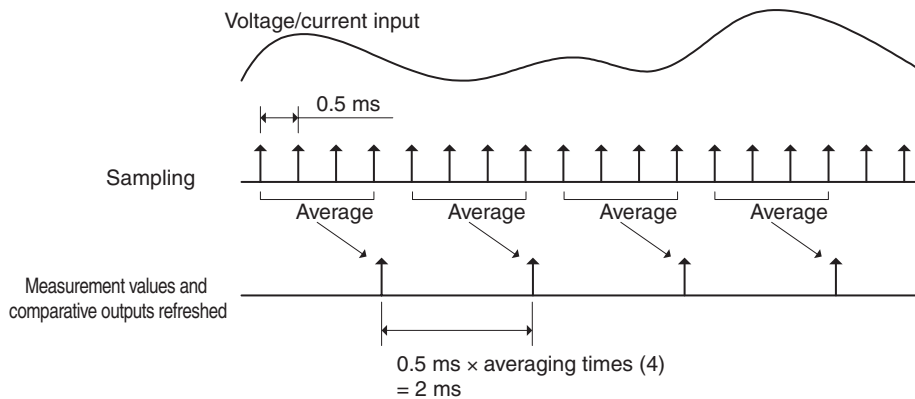 Voltage/current input
0.5 ms
Sampling
Average
Average
Average
Average
Measurement values and
comparative outputs refreshed
0.5 ms × averaging times (4)
= 2 ms